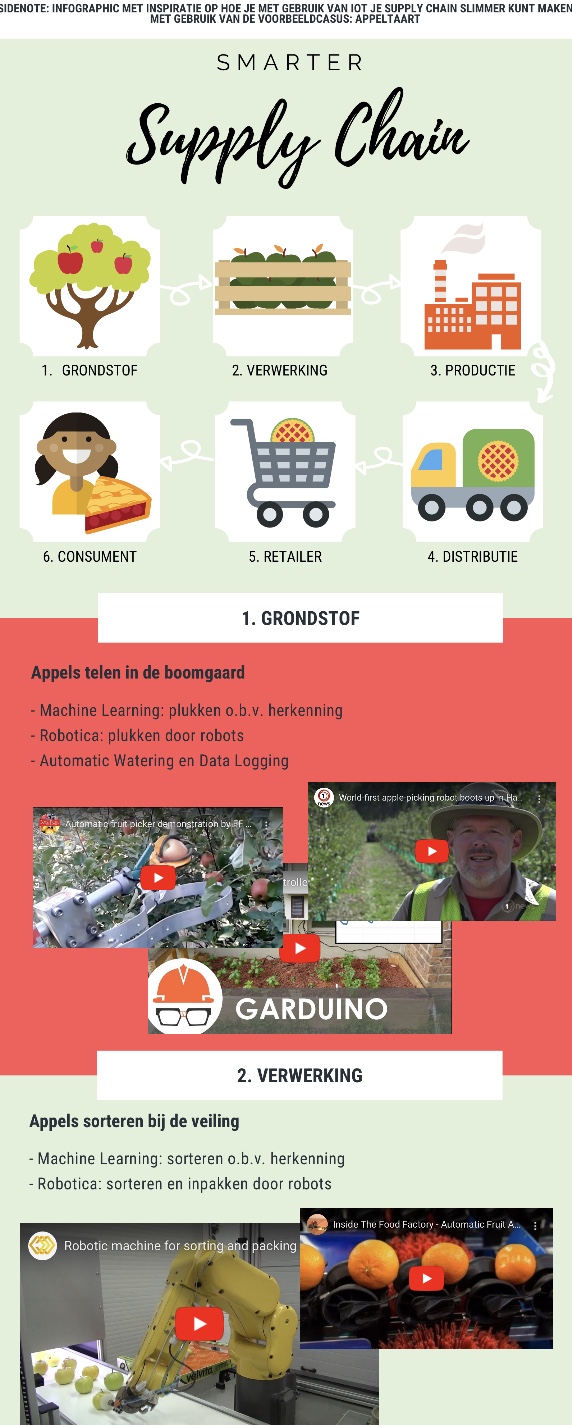 SIDENOTE: INFOGRAPHIC MET INSPIRATIE OP HOE JE MET GEBRUIK VAN IOT JE SUPPLY CHAIN SLIMMER KUNT MAKEN
MET GEBRUIK VAN DE VOORBEELDCASUS: APPELTAART
SMARTER
Supply Chain
1. GRONDSTOF
2. VERWERKING
3. PRODUCTIE
6. CONSUMENT
5. RETAILER
4. DISTRIBUTIE
1. GRONDSTOF
Appels telen in de boomgaard
- Machine Learning: plukken o.b.v. herkenning
- Robotica: plukken door robots
- Automatic Watering en Data Logging
World-first apple-picking robot boots up in Ha...
Automatic fruit picker demonstration by FF ...
trolle
GARDUINO
2. VERWERKING
Appels sorteren bij de veiling
- Machine Learning: sorteren o.b.v. herkenning
- Robotica: sorteren en inpakken door robots
Inside The Food Factory - Automatic Fruit A...
Robotic machine for sorting and packing